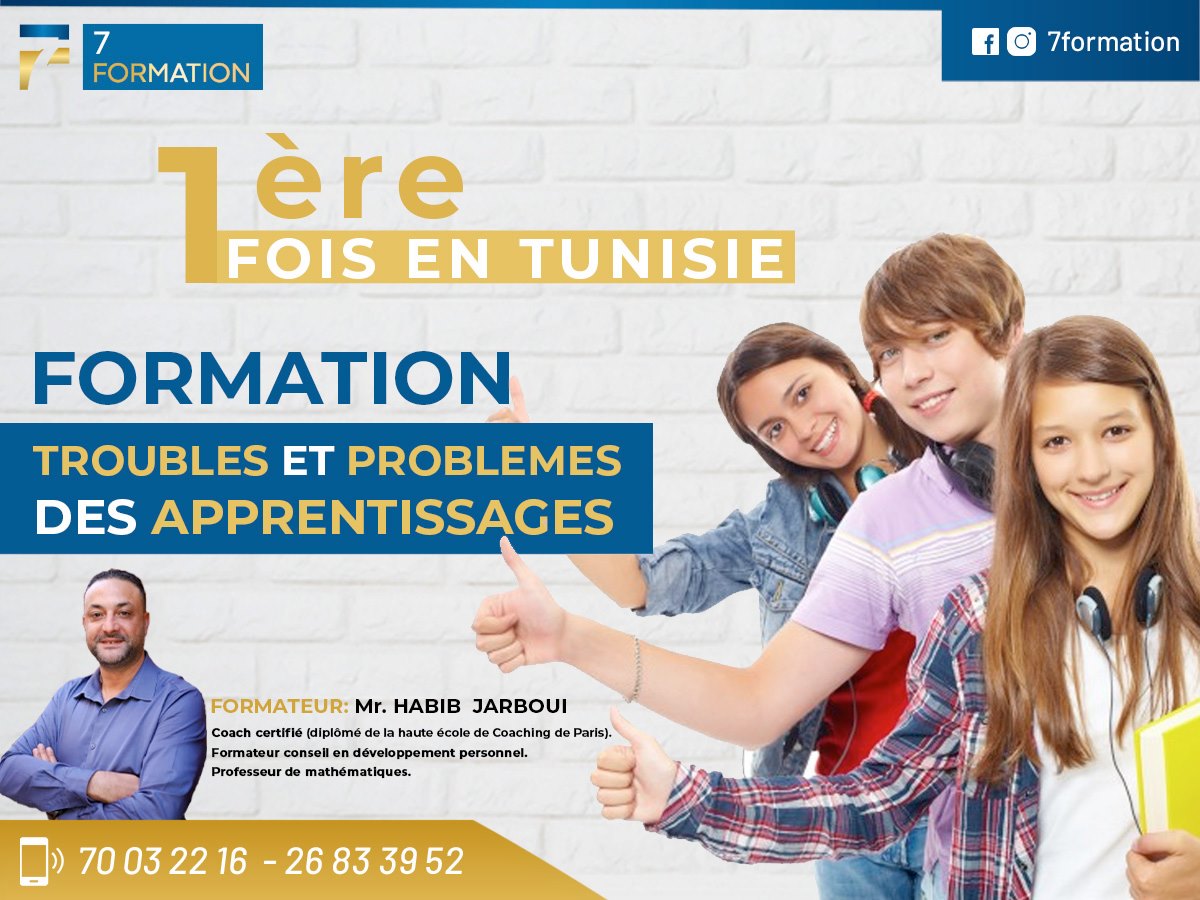 7
FORMATION
7formation
1ère
FOIS EN TUNISIE
FORMATION
TROUBLES ET PROBLEMES
DES APPRENTISSAGES
FORMATEUR: Mr. HABIB JARBOUI
Coach certifié (diplômé de la haute école de Coaching de Paris).
Formateur conseil en développement personnel.
Professeur de mathématiques.
70 03 22 16 - 26 83 39 52